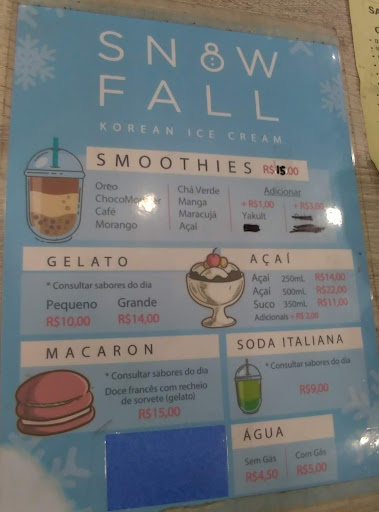 SN8W
FALL
KOREAN ICE CREAM
SMOOTHIES R$15,00
Oreo
Café
Morango
Chá Verde
Manga
Maracujá
Açaí
Adicionar
+ R$1,00
Yakult
+ R$3,00
GELATO
* Consultar sabores do dia
Pequeno
R$10,00
Grande
R$14,00
AÇAÍ
Açaí 250mL R$14,00
Açaí 500mL R$22,00
Suco 350mL R$11,00
Adicionais + R$2,00
MACARON
* Consultar sabores do dia
Doce francês com recheio
de sorvete (gelato)
R$15,00
SODA ITALIANA
* Consultar sabores do dia
R$9,00
ÁGUA
Sem Gás
R$4,50
Com Gás
R$5,00